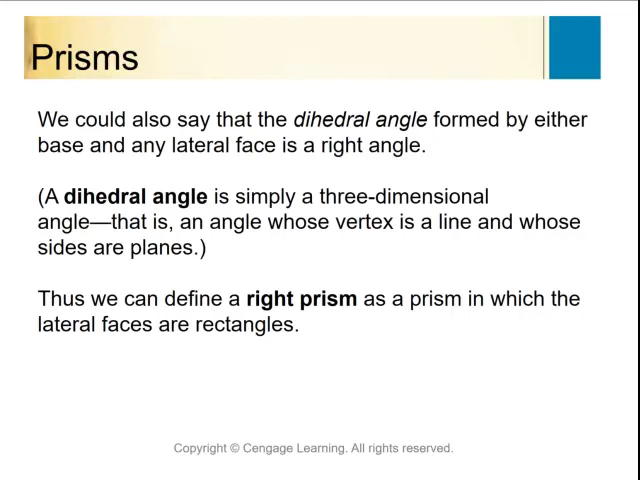 Prisms
We could also say that the dihedral angle formed by either
base and any lateral face is a right angle.
(A dihedral angle is simply a three-dimensional
angle—that is, an angle whose vertex is a line and whose
sides are planes.)
Thus we can define a right prism as a prism in which the
lateral faces are rectangles.
Copyright © Cengage Learning. All rights reserved.